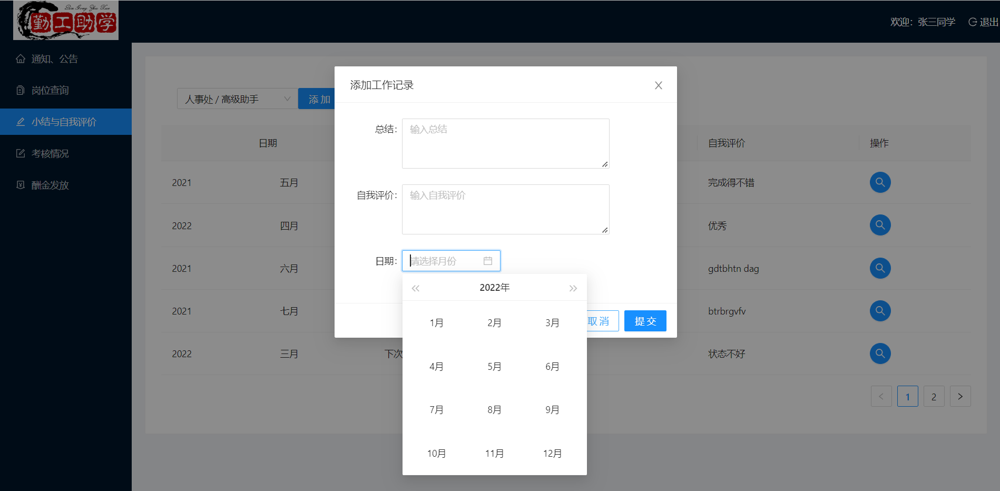 Qin Gong Zhu Xue
勤工助学
欢迎：张三同学 退出
通知、公告
岗位查询
小结与自我评价
考核情况
酬金发放
人事处 / 高级助手
添加
日期 自我评价 操作
2021 五月 完成得不错
2022 四月 优秀
2021 六月 gdtbhtn dag
2021 七月 btrbrgvfv
2022 三月 下次 状态不好
1 2
添加工作记录
总结：
输入总结
自我评价：
输入自我评价
日期：
请选择月份
2022年
1月 2月 3月
4月 5月 6月
7月 8月 9月
10月 11月 12月
取消 提交